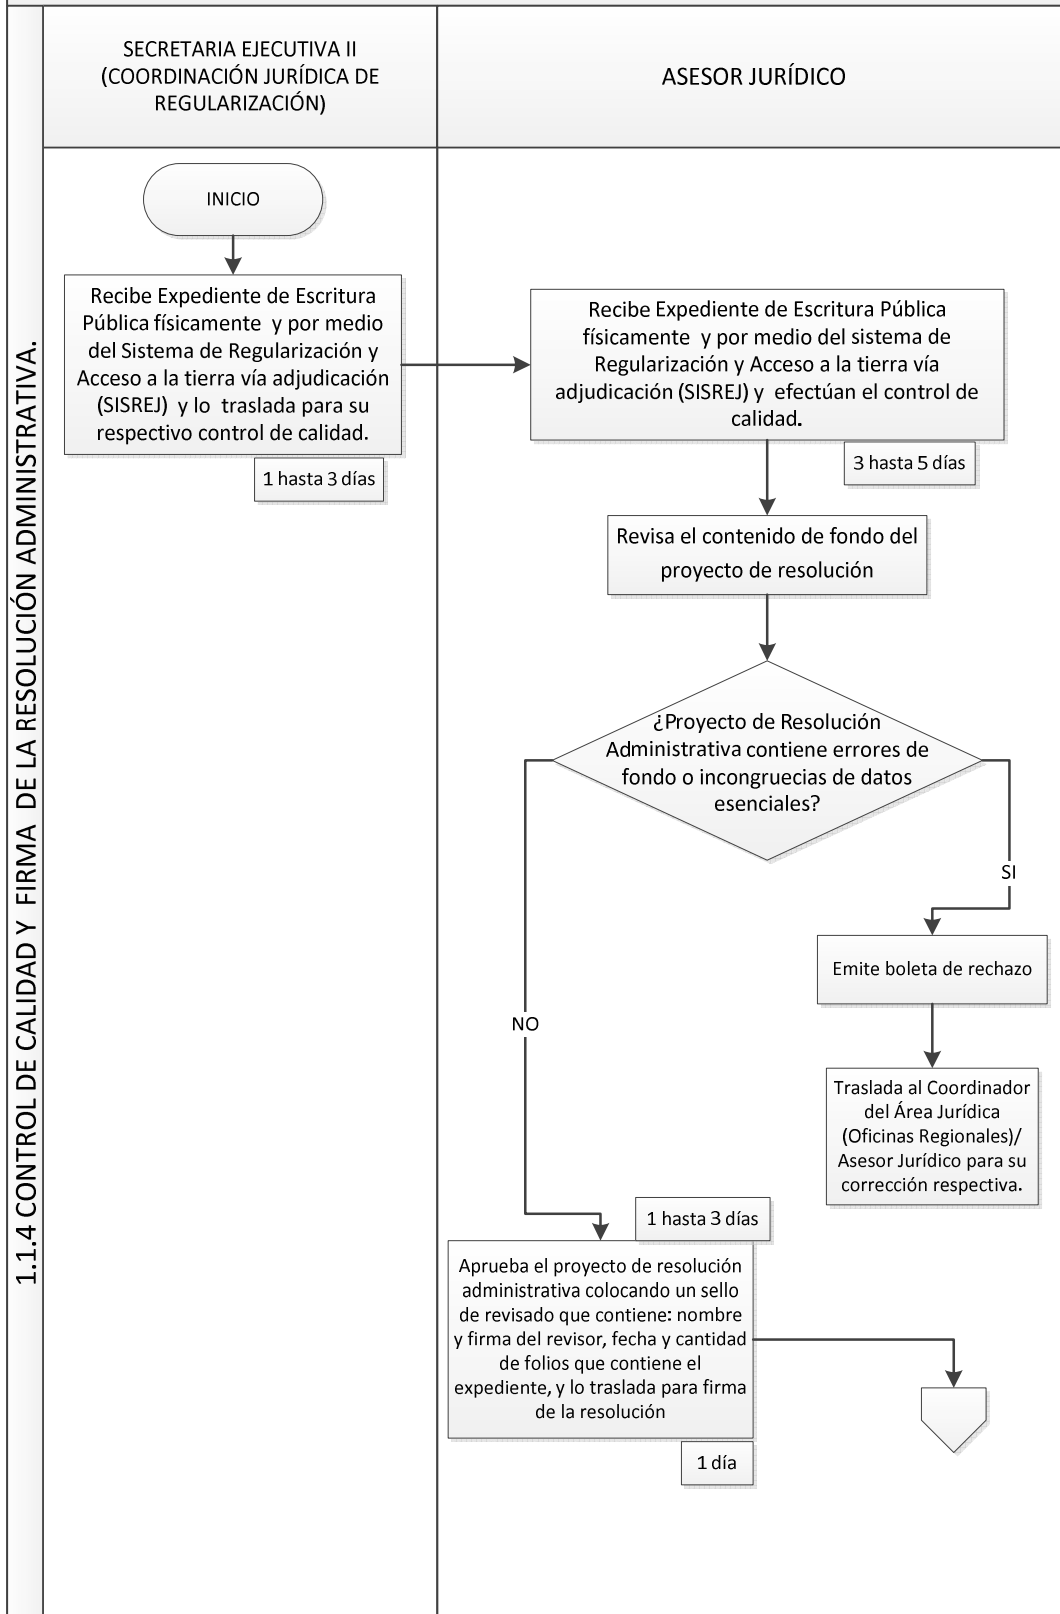 1.1.4 CONTROL DE CALIDAD Y FIRMA DE LA RESOLUCIÓN ADMINISTRATIVA.
SECRETARIA EJECUTIVA II
(COORDINACIÓN JURÍDICA DE
REGULARIZACIÓN)
ASESOR JURÍDICO
INICIO
Recibe Expediente de Escritura
Pública físicamente y por medio
del Sistema de Regularización y
Acceso a la tierra vía adjudicación
(SISREJ) y lo traslada para su
respectivo control de calidad.
1 hasta 3 días
Recibe Expediente de Escritura Pública
físicamente y por medio del sistema de
Regularización y Acceso a la tierra vía
adjudicación (SISREJ) y efectúan el control de
calidad.
3 hasta 5 días
Revisa el contenido de fondo del
proyecto de resolución
¿Proyecto de Resolución
Administrativa contiene errores de
fondo o incongruecias de datos
esenciales?
SI
Emite boleta de rechazo
NO
Traslada al Coordinador
del Área Jurídica
(Oficinas Regionales)/
Asesor Jurídico para su
corrección respectiva.
1 hasta 3 días
Aprueba el proyecto de resolución
administrativa colocando un sello
de revisado que contiene: nombre
y firma del revisor, fecha y cantidad
de folios que contiene el
expediente, y lo traslada para firma
de la resolución
1 día